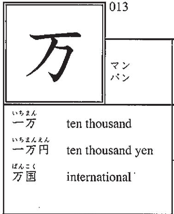 013
万
マン
バン
いちまん
一万 ten thousand
いちまんえん
一万円 ten thousand yen
ばんこく
万国 international